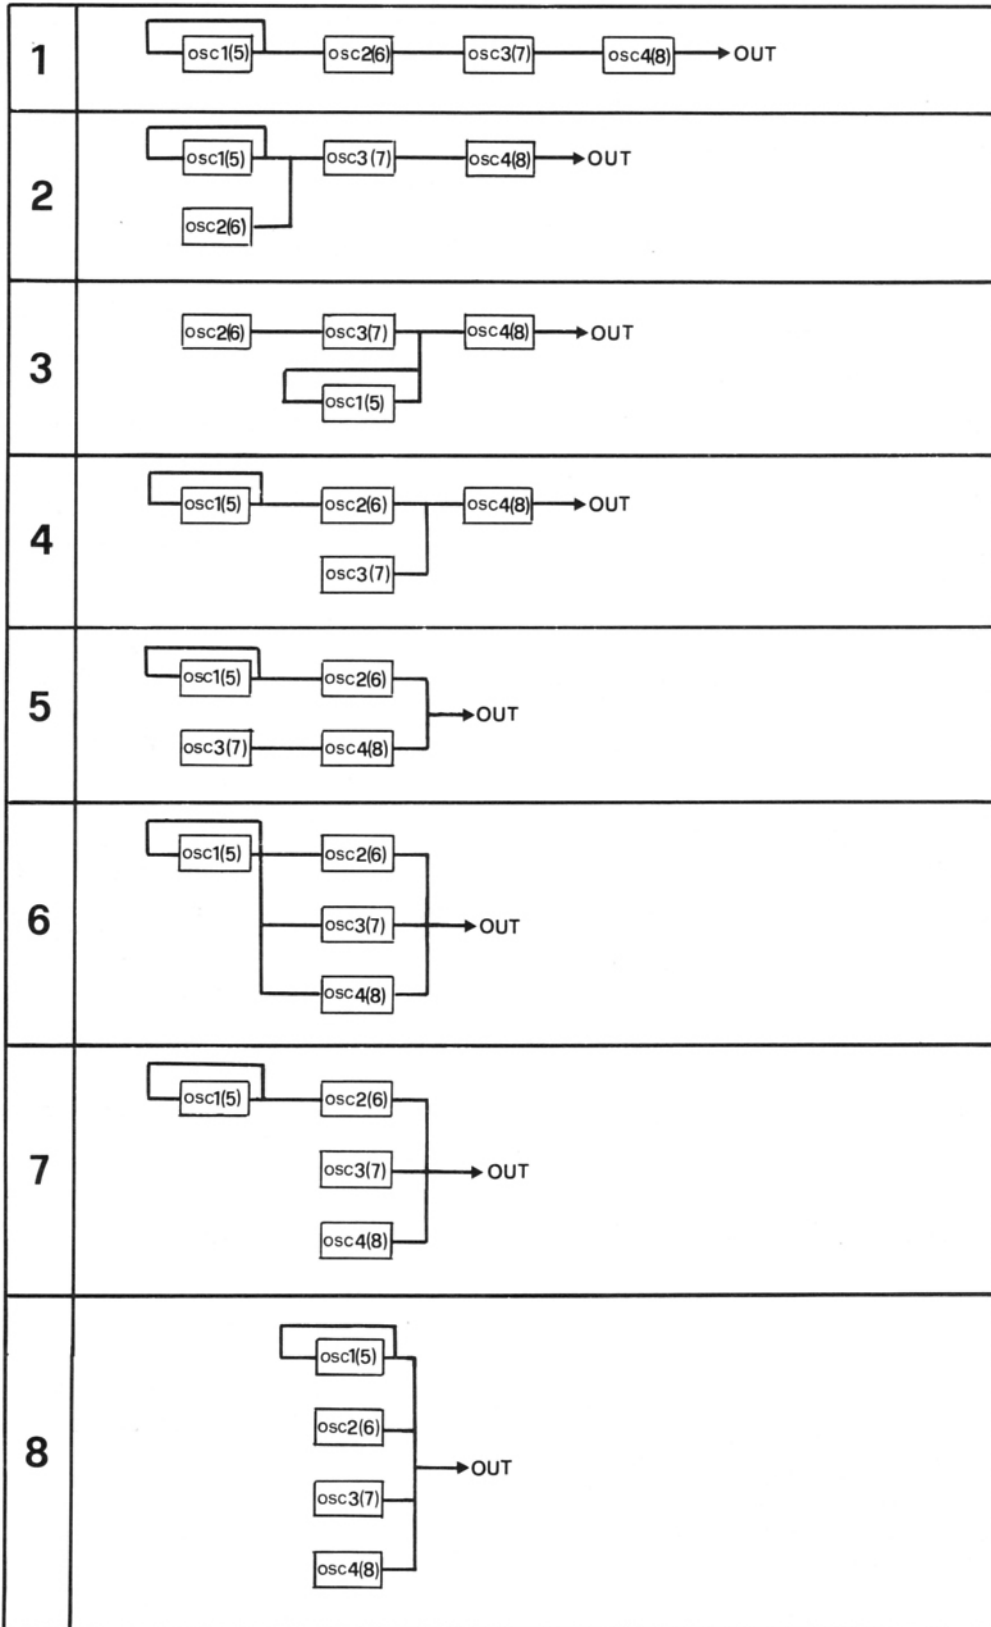 1
osc1(5) osc2(6) osc3(7) osc4(8) OUT
2
osc1(5) osc3(7) osc4(8) OUT
osc2(6)
3
osc2(6) osc3(7) osc4(8) OUT
osc1(5)
4
osc1(5) osc2(6) osc4(8) OUT
osc3(7)
5
osc1(5) osc2(6)
OUT
osc3(7) osc4(8)
6
osc1(5) osc2(6)
osc3(7) OUT
osc4(8)
7
osc1(5) osc2(6)
osc3(7) OUT
osc4(8)
8
osc1(5)
osc2(6)
OUT
osc3(7)
osc4(8)